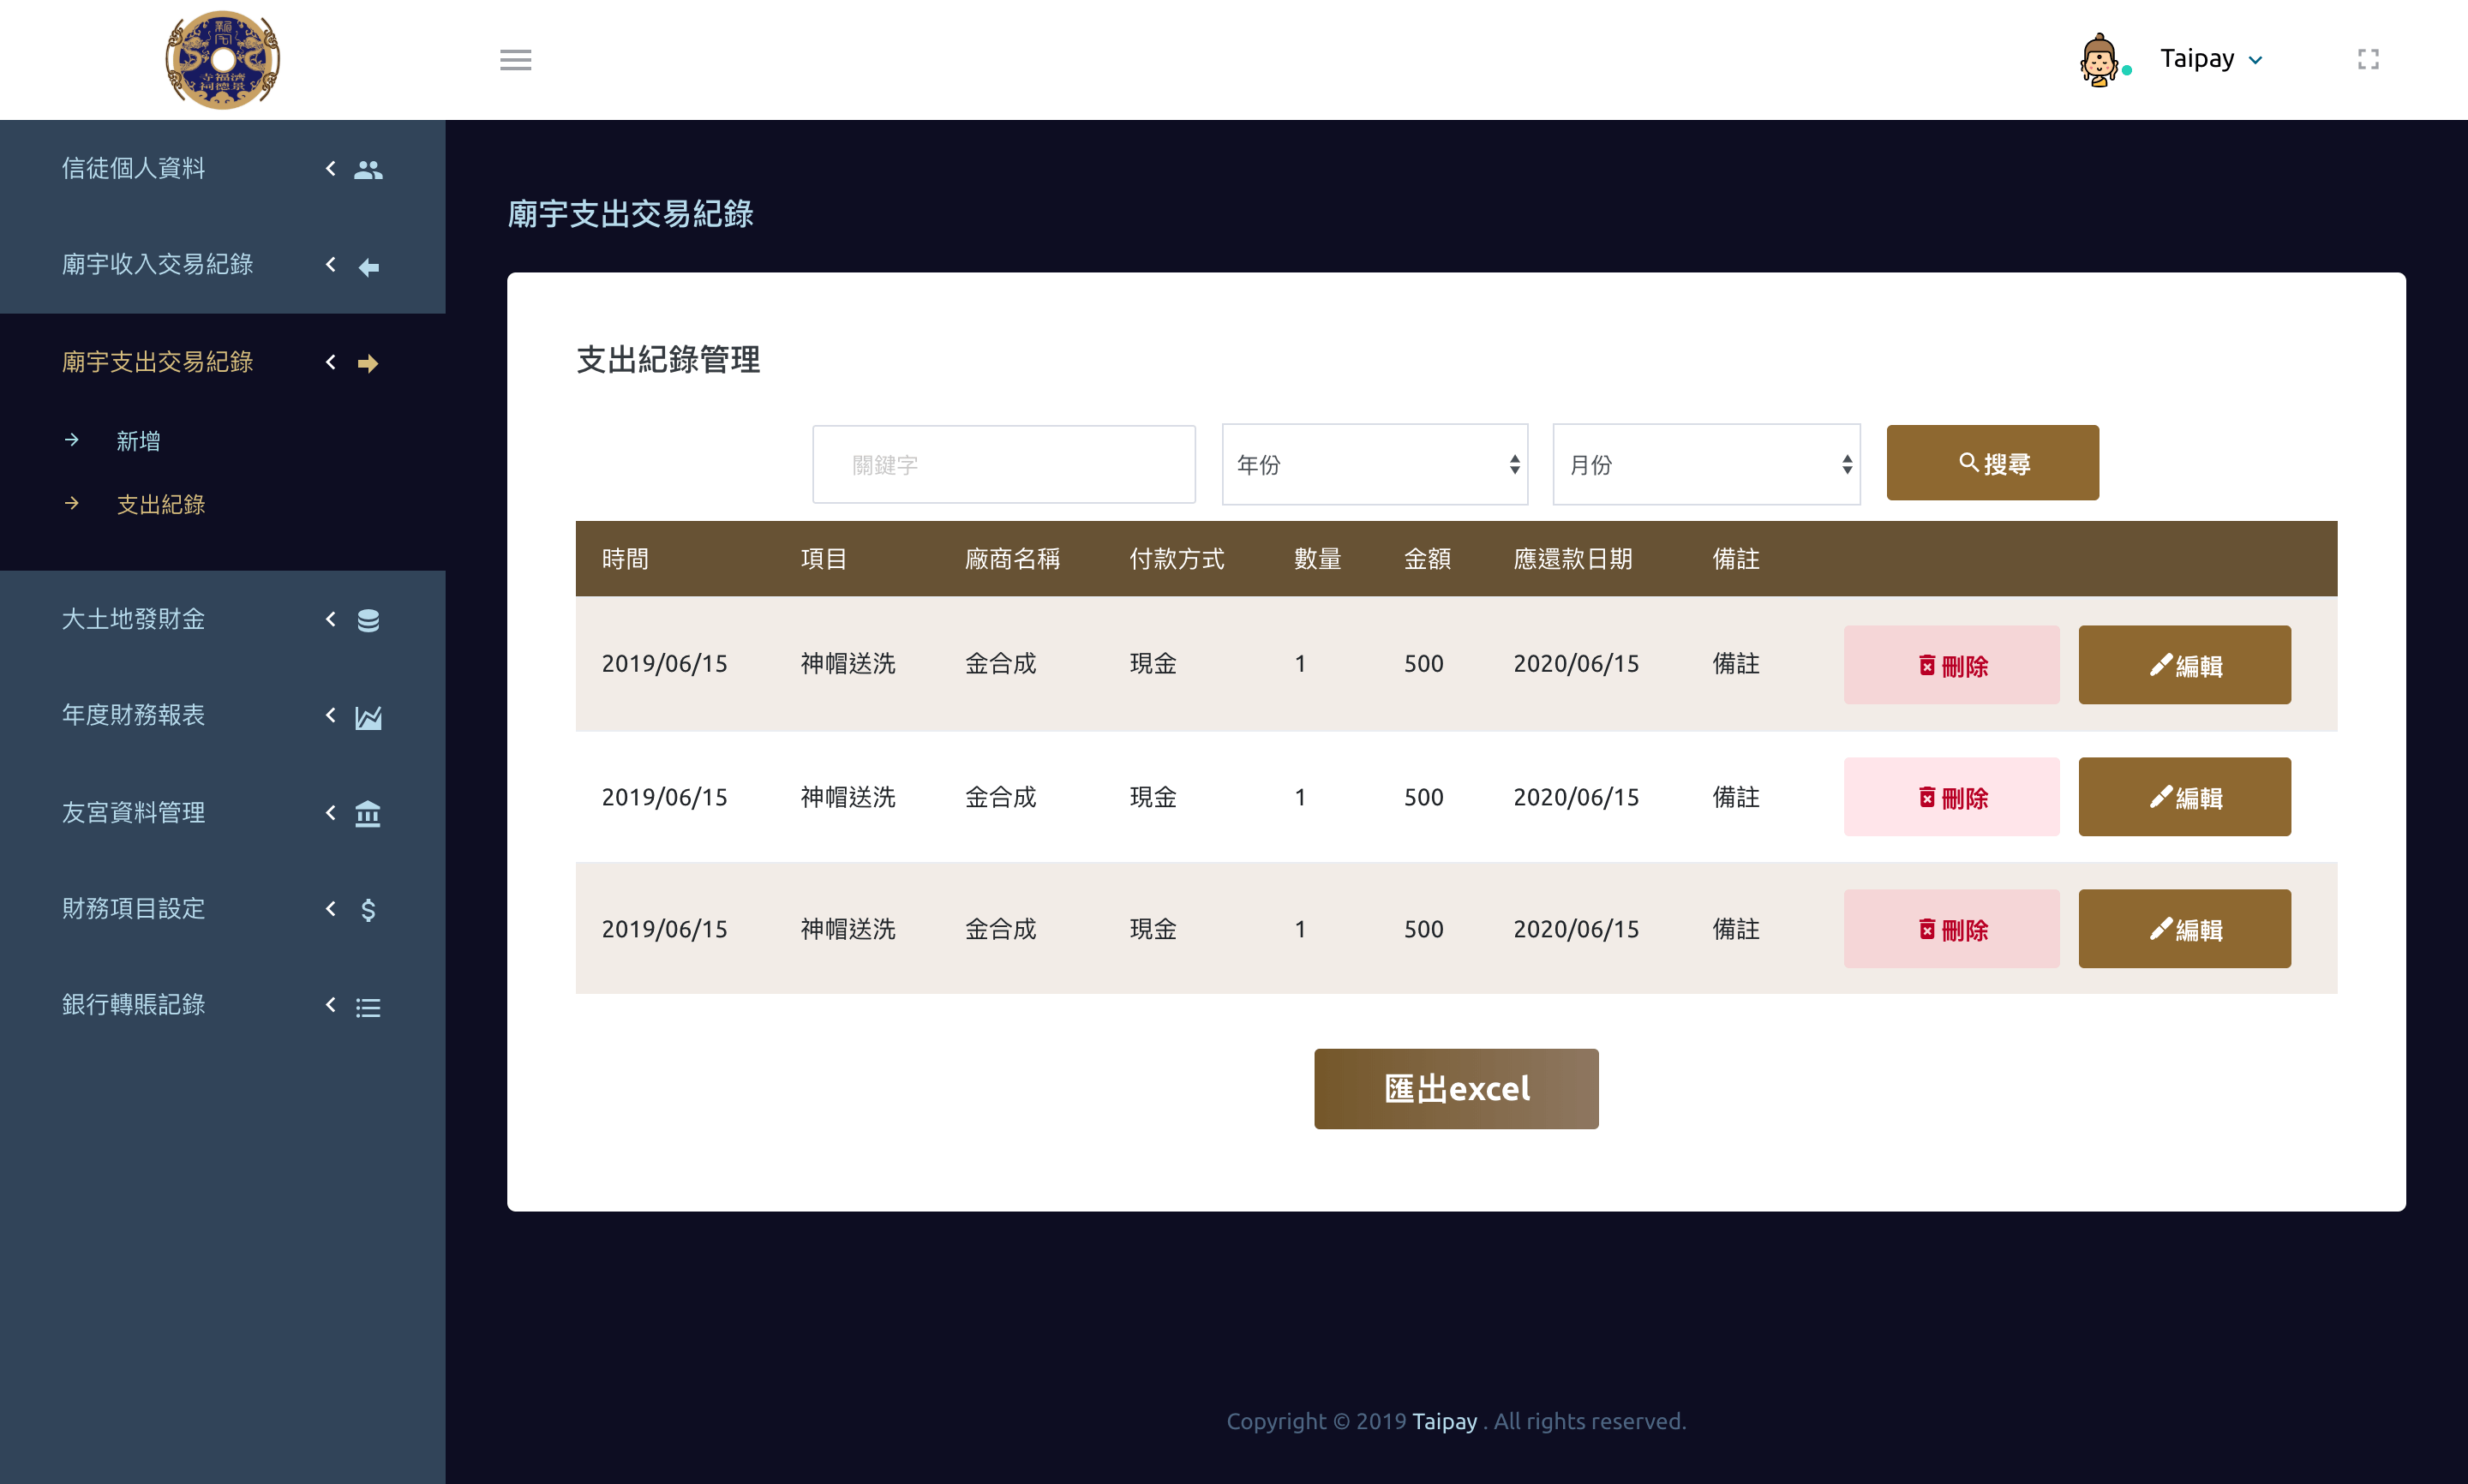 Taipay
信徒個人資料
廟宇收入交易紀錄
廟宇支出交易紀錄
新增
支出紀錄
大土地發財金
年度財務報表
友宮資料管理
財務項目設定
銀行轉賬記錄
廟宇支出交易紀錄
支出紀錄管理
關鍵字 年份 月份 搜尋
時間 項目 廠商名稱 付款方式 數量 金額 應還款日期 備註
2019/06/15 神帽送洗 金合成 現金 1 500 2020/06/15 備註 刪除 編輯
2019/06/15 神帽送洗 金合成 現金 1 500 2020/06/15 備註 刪除 編輯
2019/06/15 神帽送洗 金合成 現金 1 500 2020/06/15 備註 刪除 編輯
匯出excel
Copyright © 2019 Taipay . All rights reserved.